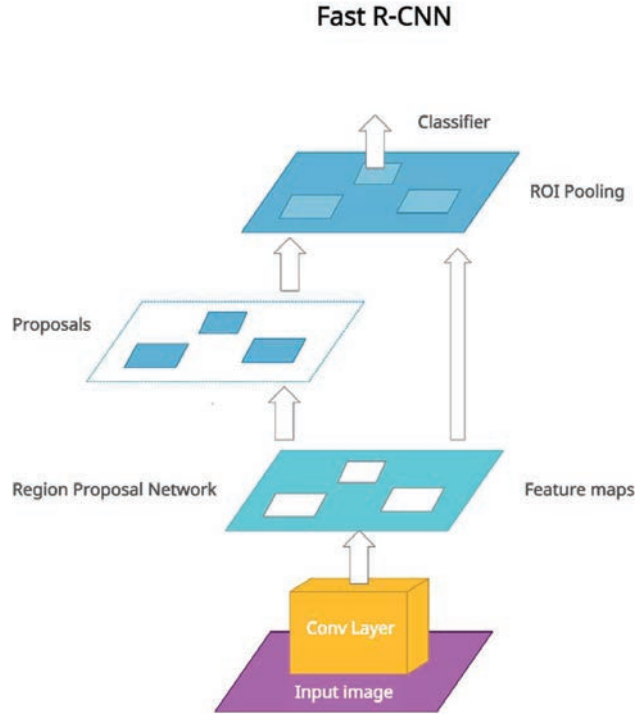 Fast R-CNN
Classifier
ROI Pooling
Proposals
Region Proposal Network
Feature maps
Conv Layer
Input image